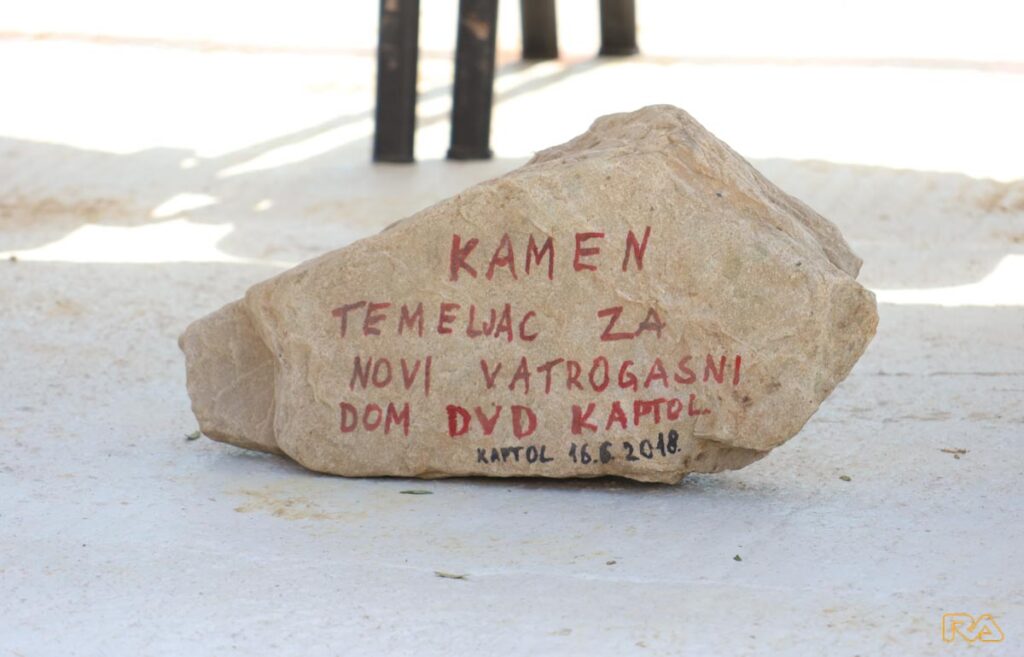 KAMEN
TEMELJAC ZA
NOVI VATROGASNI
DOM DVD KAPTOL.
KAPTOL 16.6.2018.
RA